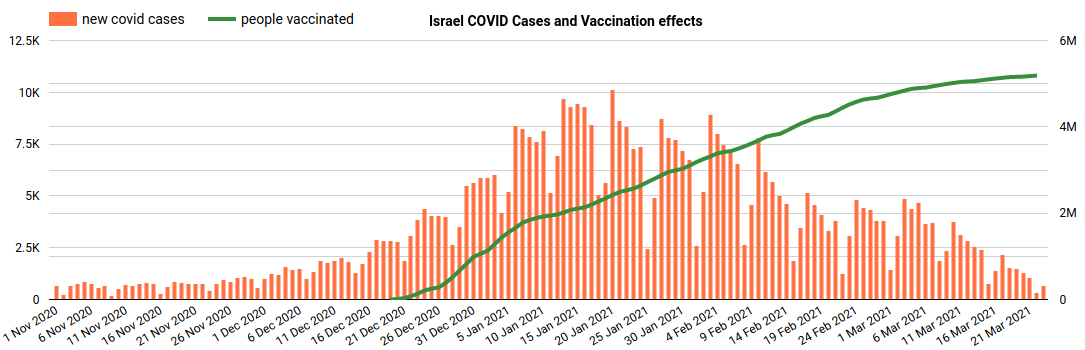 new covid cases people vaccinated Israel COVID Cases and Vaccination effects
12.5K 6M
10K
7.5K 4M
5K
2M
2.5K
0 0
1 Nov 2020 6 Nov 2020 11 Nov 2020 16 Nov 2020 21 Nov 2020 26 Nov 2020 1 Dec 2020 6 Dec 2020 11 Dec 2020 16 Dec 2020 21 Dec 2020 26 Dec 2020 31 Dec 2020 5 Jan 2021 10 Jan 2021 15 Jan 2021 20 Jan 2021 25 Jan 2021 30 Jan 2021 4 Feb 2021 9 Feb 2021 14 Feb 2021 19 Feb 2021 24 Feb 2021 1 Mar 2021 6 Mar 2021 11 Mar 2021 16 Mar 2021 21 Mar 2021